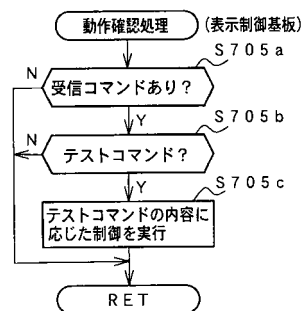 動作確認処理 (表示制御基板)
S705a
N
受信コマンドあり?
Y
S705b
N
テストコマンド?
Y
S705c
テストコマンドの内容に
応じた制御を実行
RET